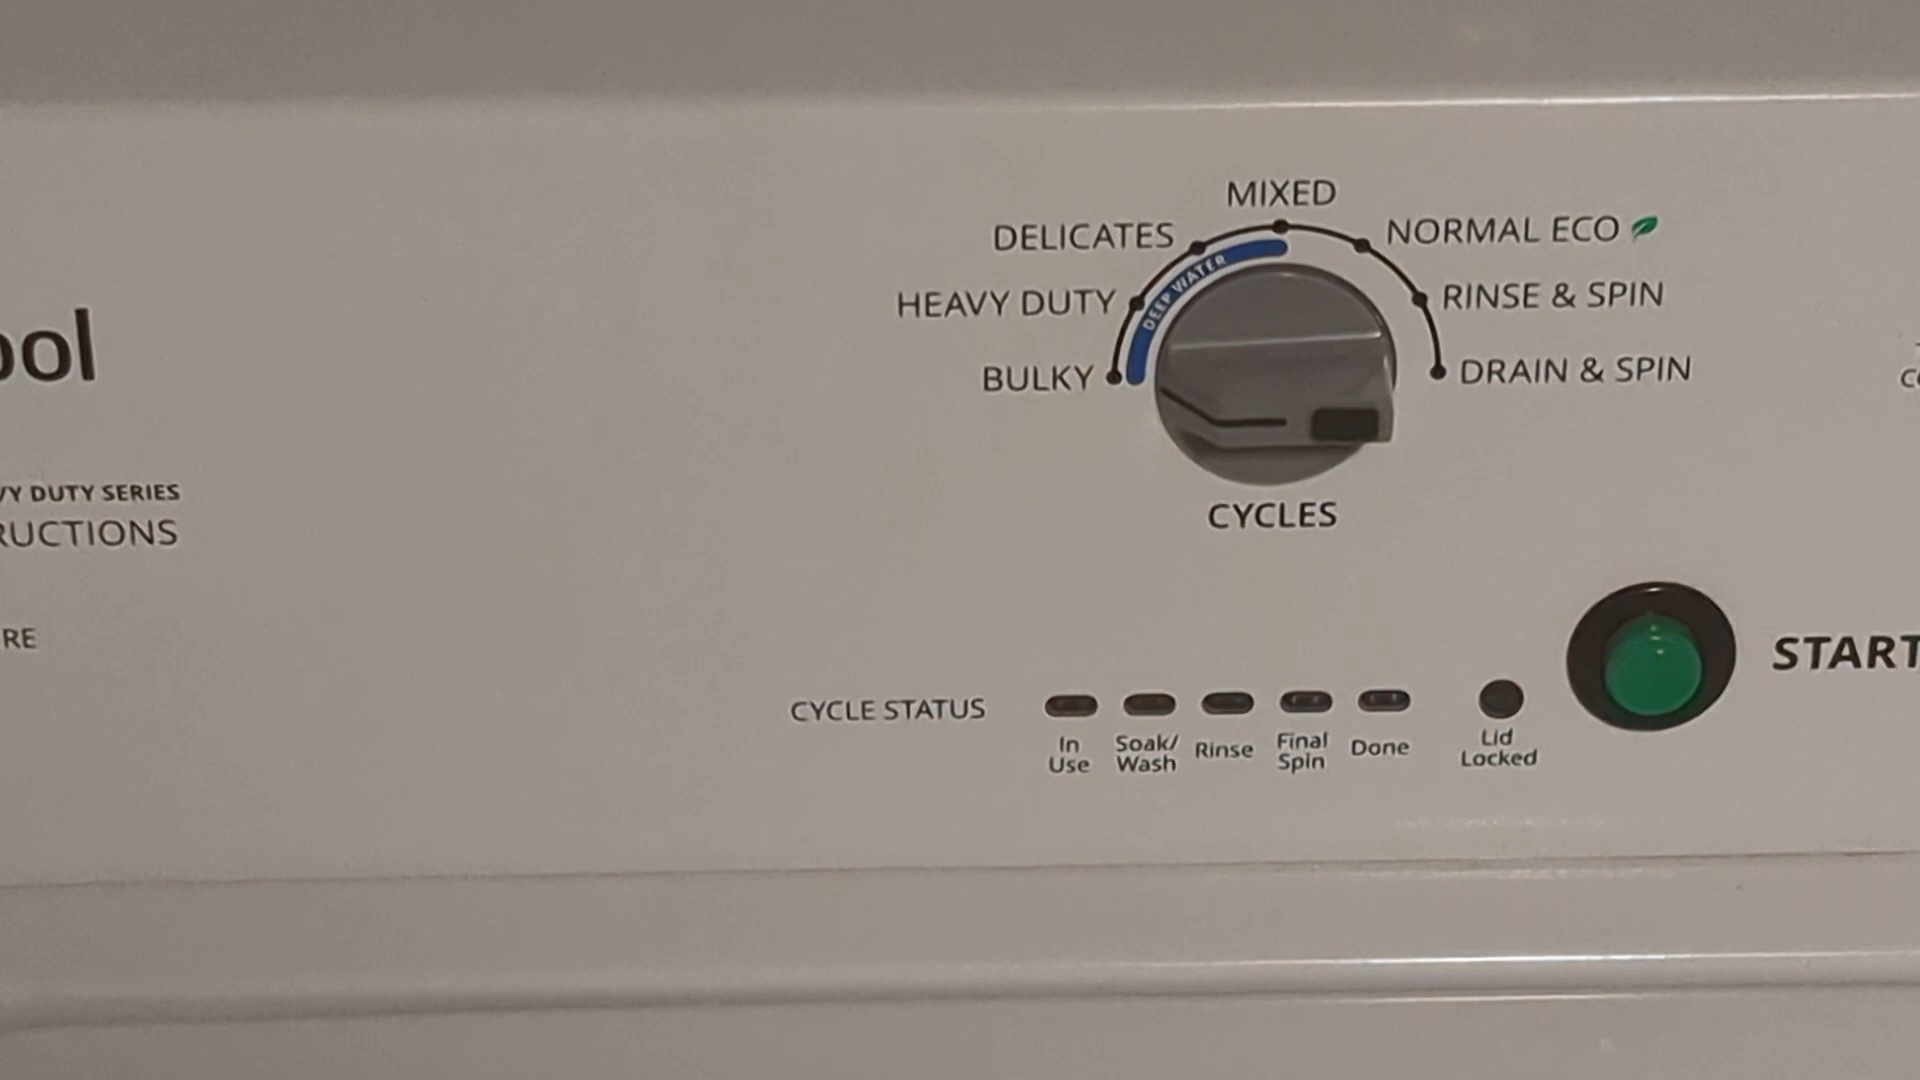 MIXED
DELICATES
NORMAL ECO
DEEP WATER
HEAVY DUTY
RINSE & SPIN
BULKY
DRAIN & SPIN
ool
VY DUTY SERIES
RUCTIONS
CYCLES
RE
START
CYCLE STATUS
In Use
Soak/ Wash
Rinse
Final Spin
Done
Lid Locked